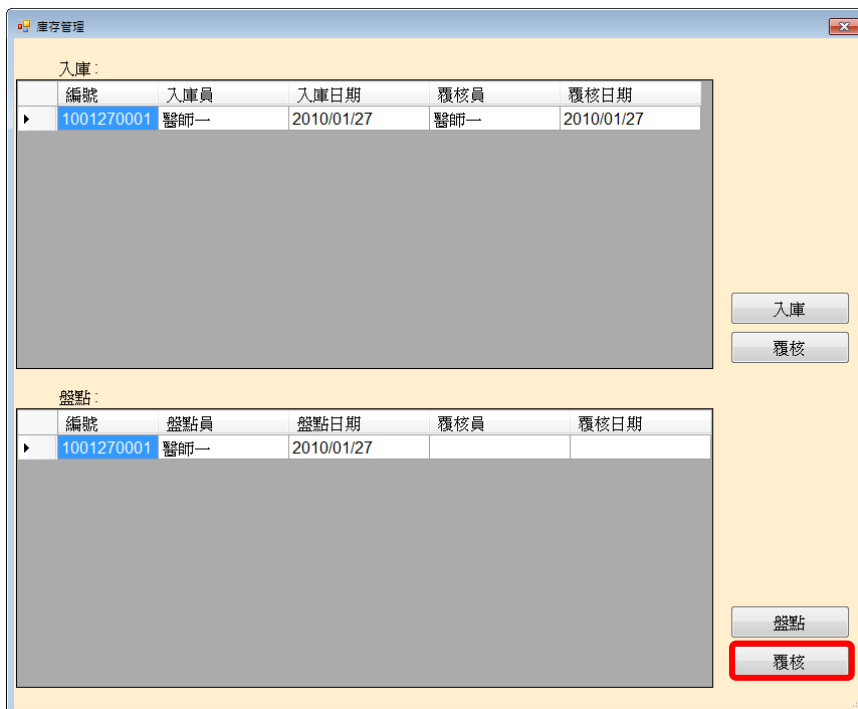 庫存管理
入庫:
編號 入庫員 入庫日期 覆核員 覆核日期
1001270001 醫師一 2010/01/27 醫師一 2010/01/27
入庫
覆核
盤點:
編號 盤點員 盤點日期 覆核員 覆核日期
1001270001 醫師一 2010/01/27
盤點
覆核